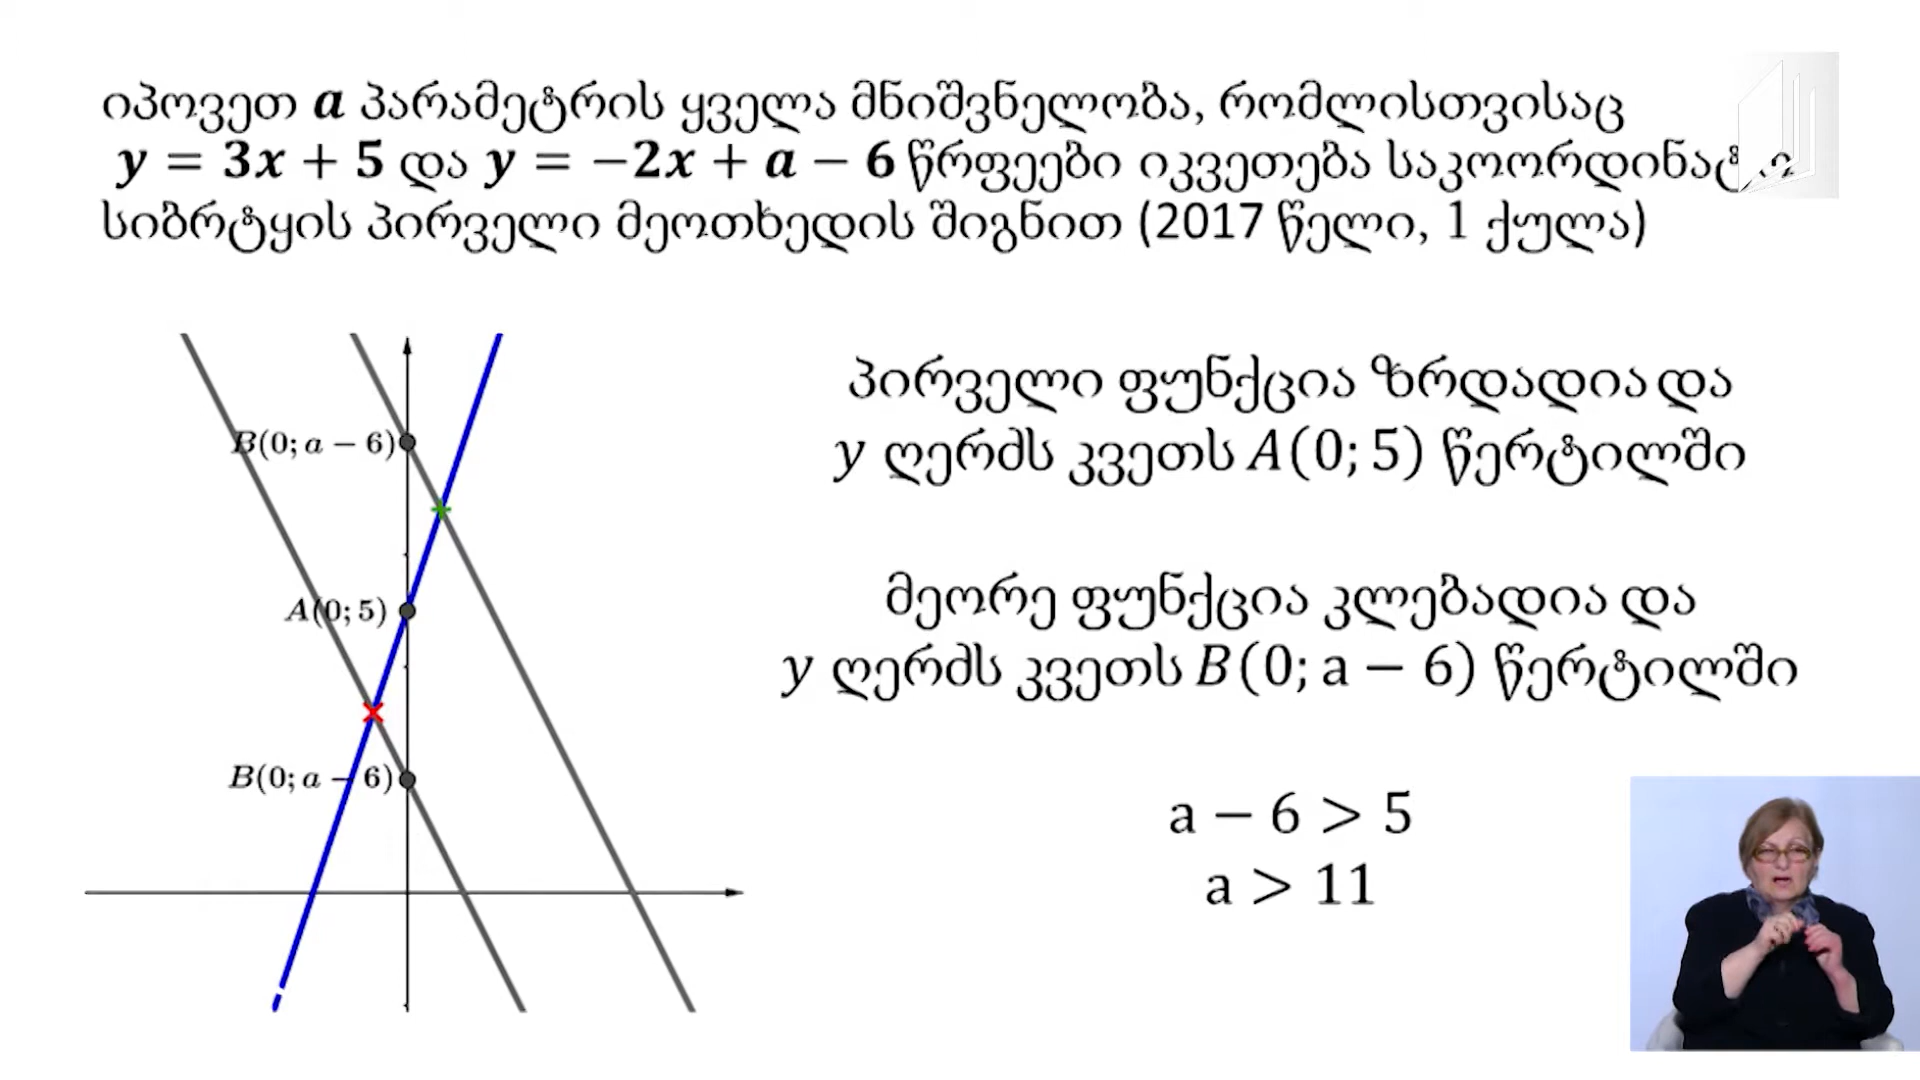 იპოვეთ a პარამეტრის ყველა მნიშვნელობა, რომლისთვისაც
y = 3x + 5 და y = −2x + a − 6 წრფეები იკვეთება
სიბრტყის პირველი მეოთხედის შიგნით (2017 წელი, 1 ქულა)
B(0; a − 6)
A(0; 5)
B(0; a − 6)
პირველი ფუნქცია ზრდადია და
y ღერძს კვეთს A(0; 5) წერტილში
მეორე ფუნქცია კლებადია და
y ღერძს კვეთს B(0; a − 6) წერტილში
a − 6 > 5
a > 11